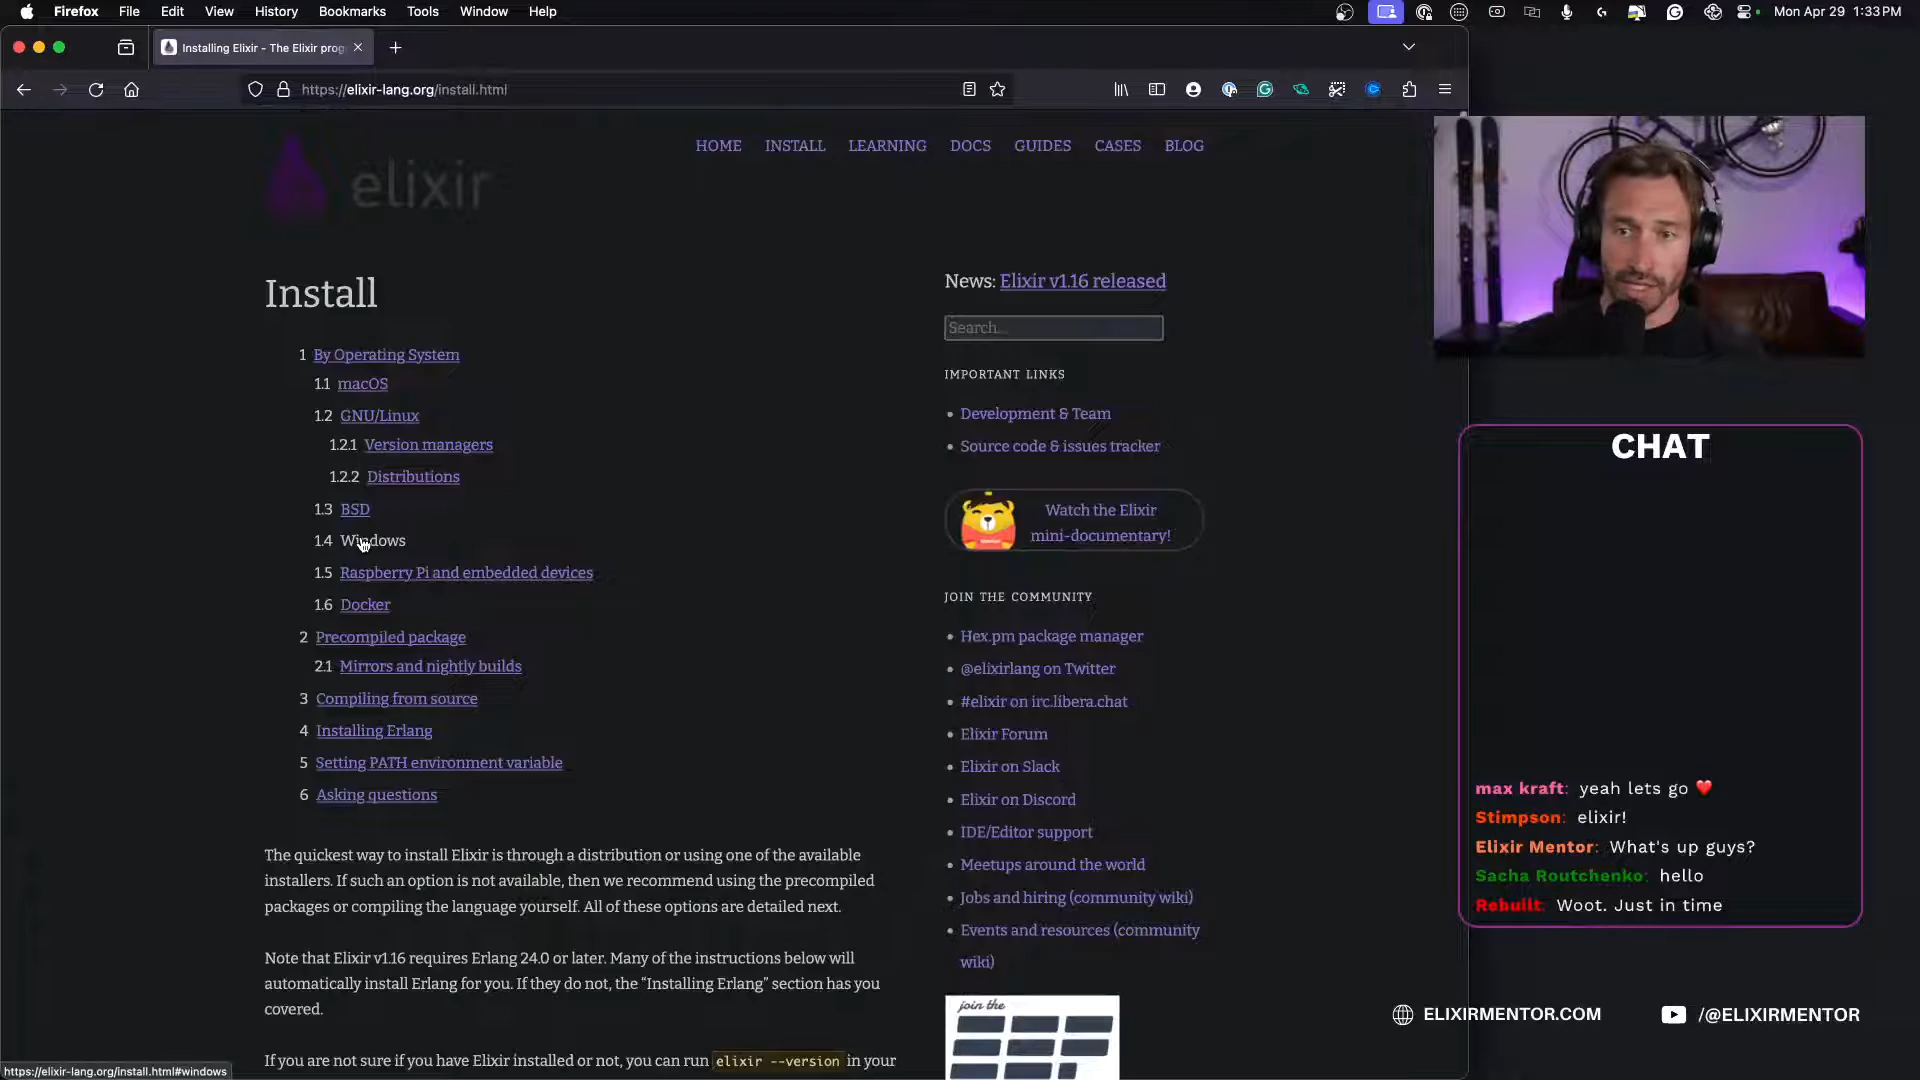 Firefox File Edit View History Bookmarks Tools Window Help
Mon Apr 29 1:33 PM
Installing Elixir - The Elixir prog
https://elixir-lang.org/install.html
elixir
HOME INSTALL LEARNING DOCS GUIDES CASES BLOG
Install
1 By Operating System
1.1 macOS
1.2 GNU/Linux
1.2.1 Version managers
1.2.2 Distributions
1.3 BSD
1.4 Windows
1.5 Raspberry Pi and embedded devices
1.6 Docker
2 Precompiled package
2.1 Mirrors and nightly builds
3 Compiling from source
4 Installing Erlang
5 Setting PATH environment variable
6 Asking questions
The quickest way to install Elixir is through a distribution or using one of the available
installers. If such an option is not available, then we recommend using the precompiled
packages or compiling the language yourself. All of these options are detailed next.
Note that Elixir v1.16 requires Erlang 24.0 or later. Many of the instructions below will
automatically install Erlang for you. If they do not, the “Installing Erlang” section has you
covered.
If you are not sure if you have Elixir installed or not, you can run elixir --version in your
News: Elixir v1.16 released
Search...
IMPORTANT LINKS
• Development & Team
• Source code & issues tracker
Watch the Elixir
mini-documentary!
JOIN THE COMMUNITY
• Hex.pm package manager
• @elixirlang on Twitter
• #elixir on irc.libera.chat
• Elixir Forum
• Elixir on Slack
• Elixir on Discord
• IDE/Editor support
• Meetups around the world
• Jobs and hiring (community wiki)
• Events and resources (community
wiki)
join the
CHAT
max kraft: yeah lets go ❤️
Stimpson: elixir!
Elixir Mentor: What's up guys?
Sacha Routchenko: hello
Rebuilt: Woot. Just in time
ELIXIRMENTOR.COM
/@ELIXIRMENTOR
https://elixir-lang.org/install.html#windows